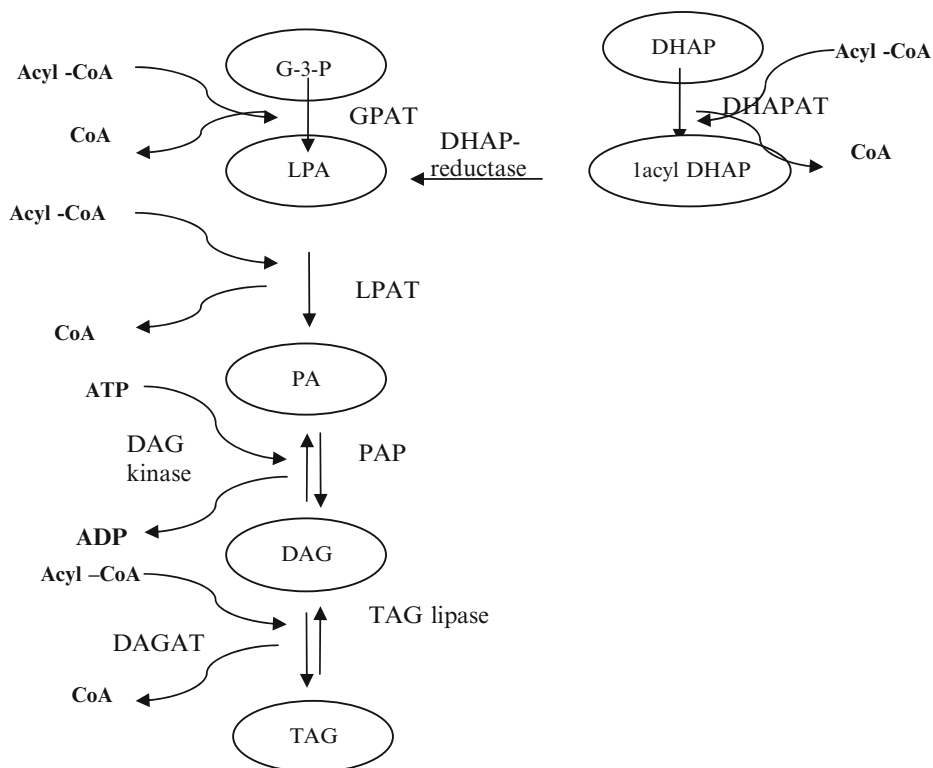 G-3-P
DHAP
Acyl -CoA
Acyl -CoA
GPAT
DHAPAT
CoA
CoA
DHAP-
reductase
LPA
1acyl DHAP
Acyl -CoA
LPAT
CoA
PA
ATP
DAG
kinase
PAP
ADP
DAG
Acyl –CoA
TAG lipase
DAGAT
CoA
TAG